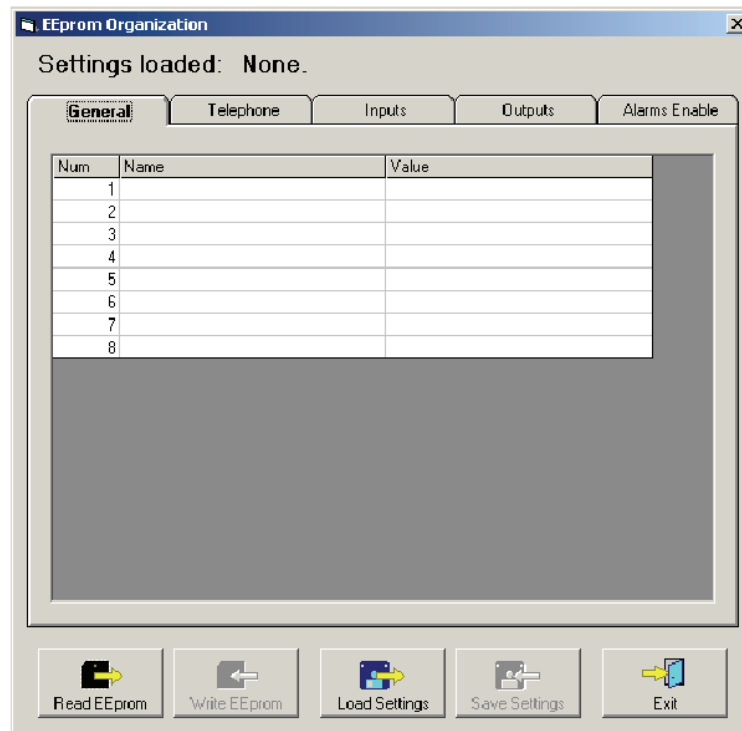 EEprom Organization
Settings loaded: None.
General Telephone Inputs Outputs Alarms Enable
Num Name Value
1
2
3
4
5
6
7
8
Read EEprom Write EEprom Load Settings Save Settings Exit